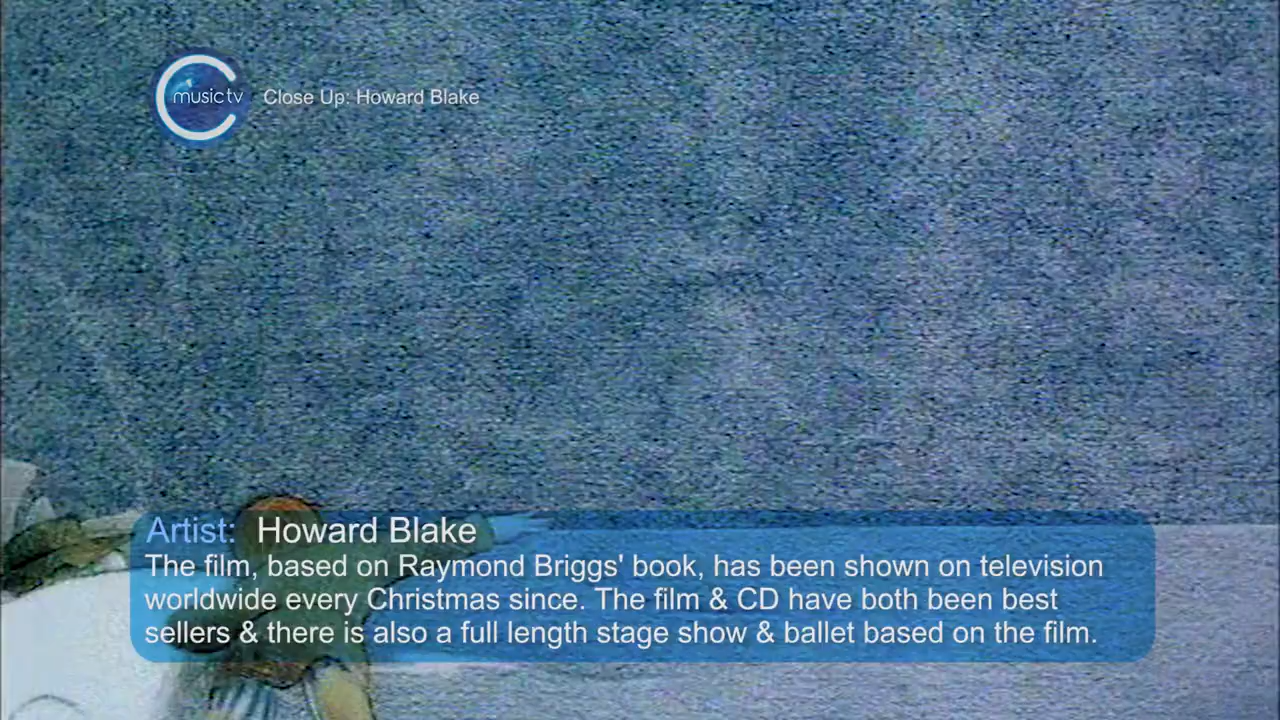 music tv
Close Up: Howard Blake
Artist: Howard Blake
The film, based on Raymond Briggs' book, has been shown on television
worldwide every Christmas since. The film & CD have both been best
sellers & there is also a full length stage show & ballet based on the film.